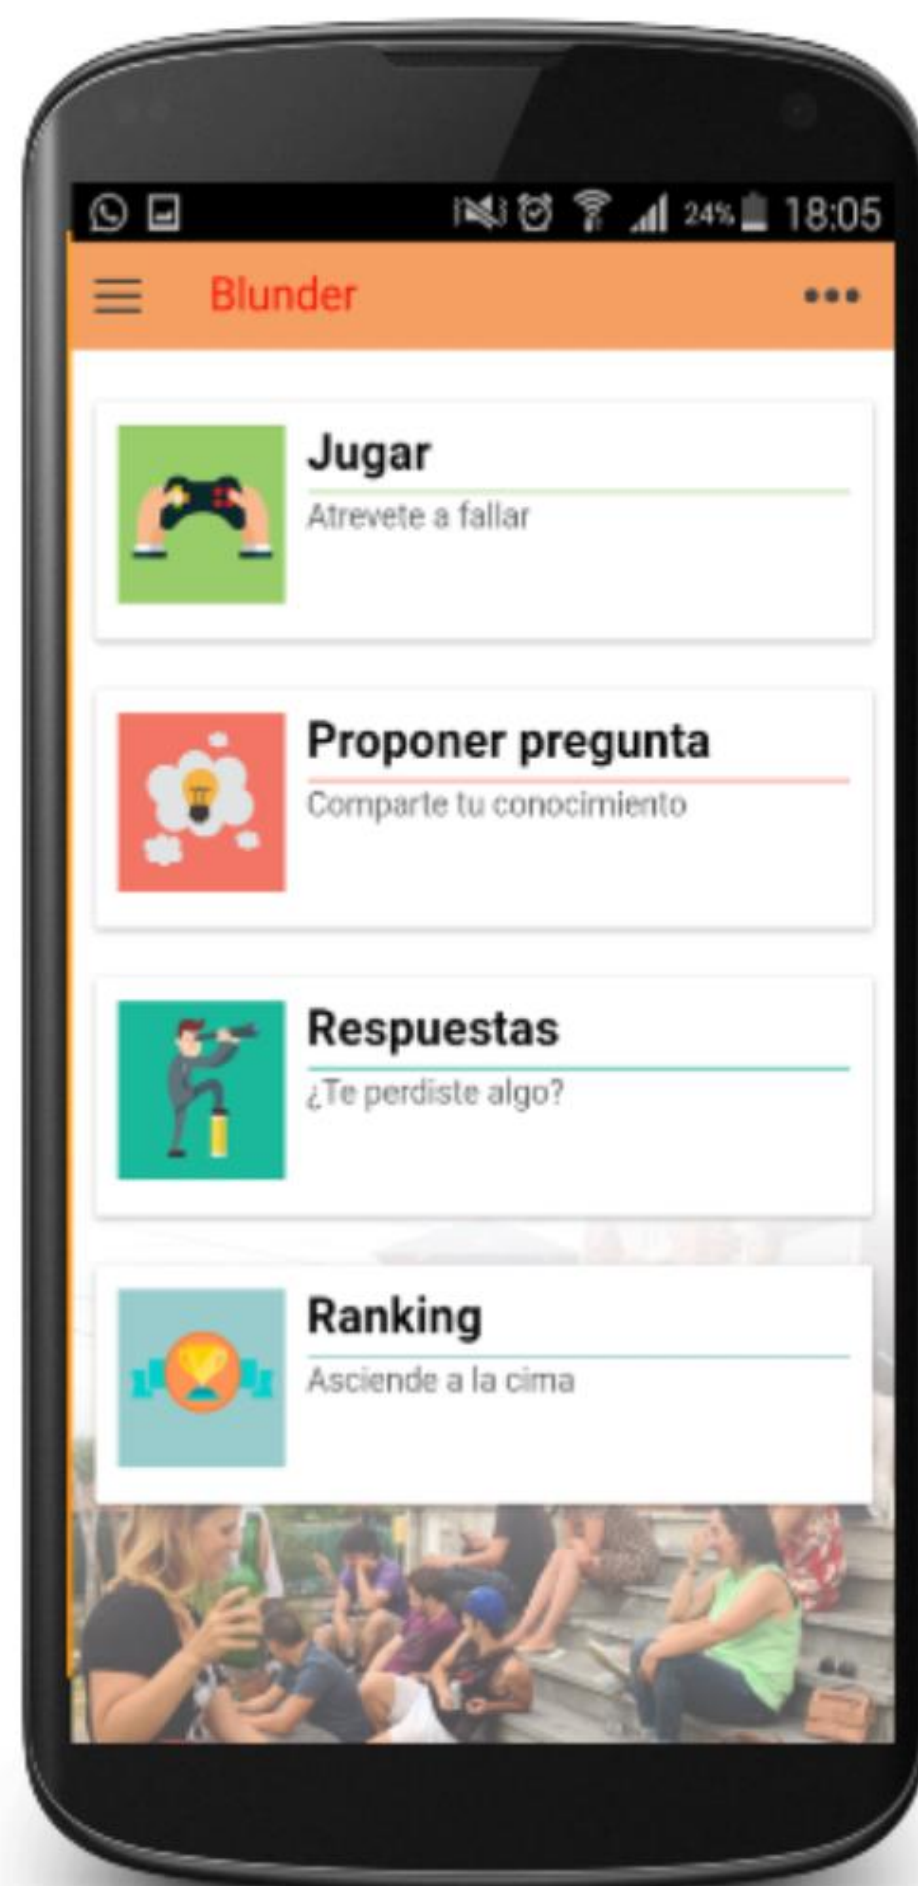 24% 18:05
Blunder
Jugar
Atrevete a fallar
Proponer pregunta
Comparte tu conocimiento
Respuestas
¿Te perdiste algo?
Ranking
Asciende a la cima